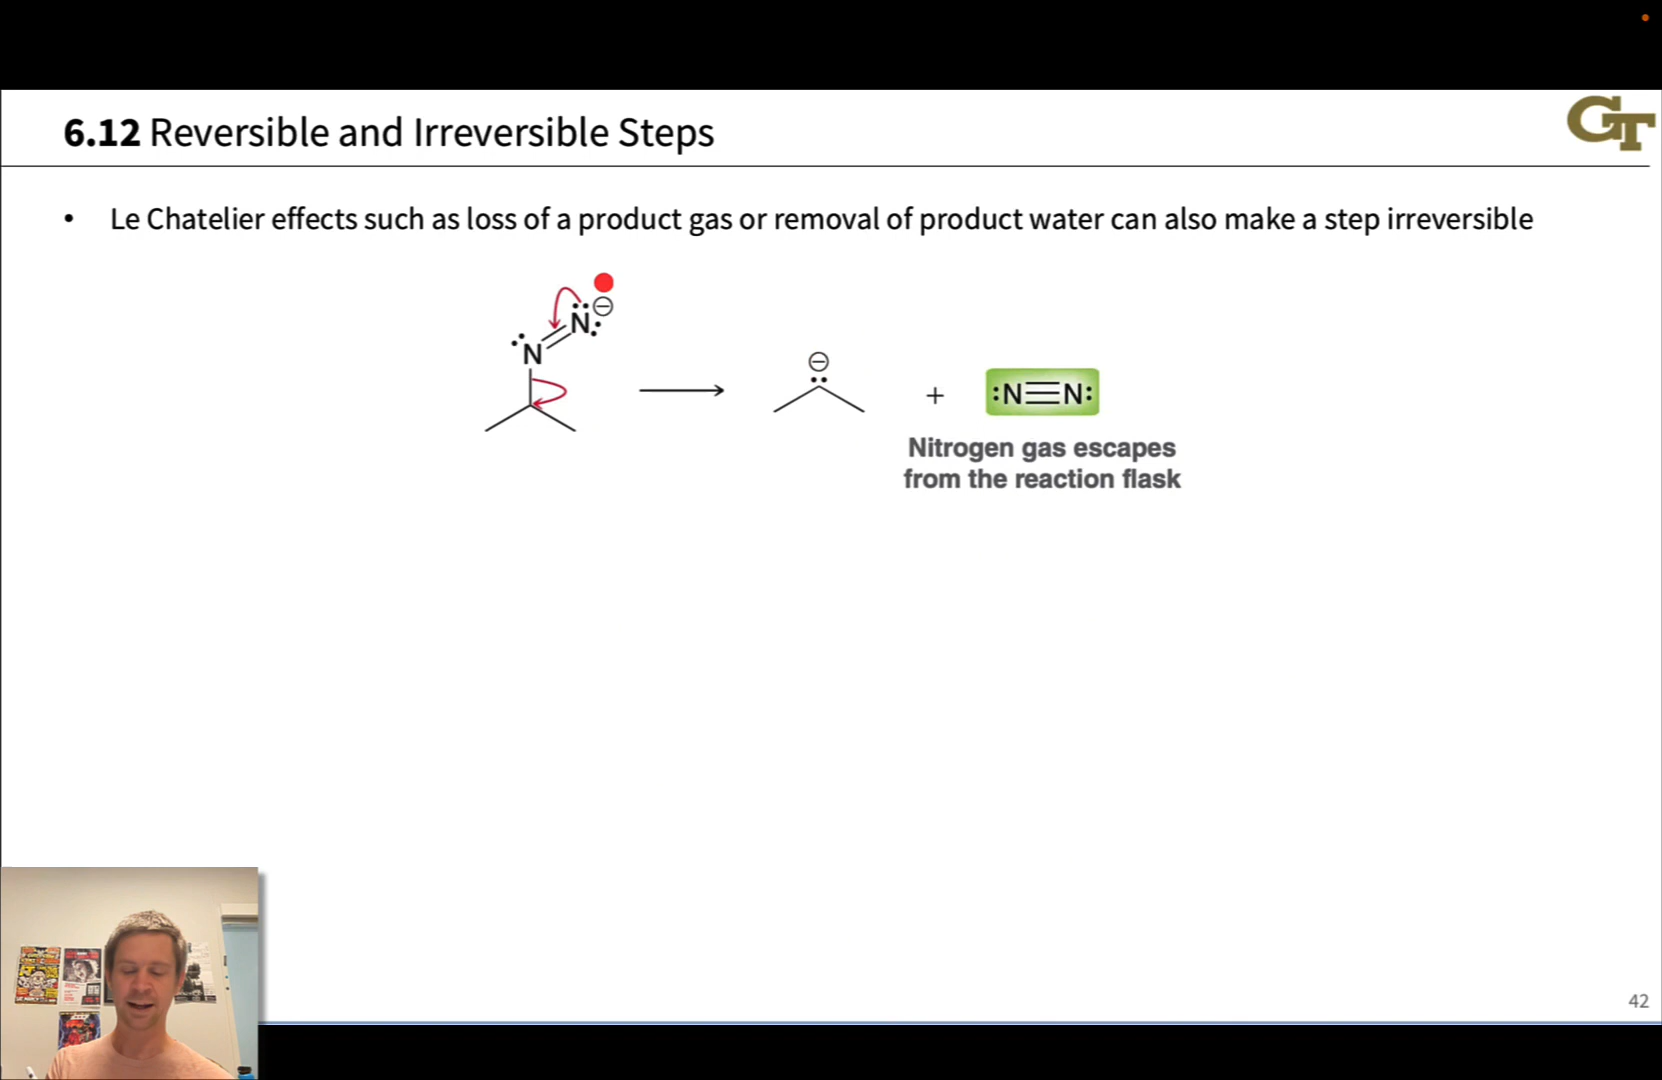 6.12 Reversible and Irreversible Steps
GT
• Le Chatelier effects such as loss of a product gas or removal of product water can also make a step irreversible
N
N
+ :N≡N:
Nitrogen gas escapes
from the reaction flask
42